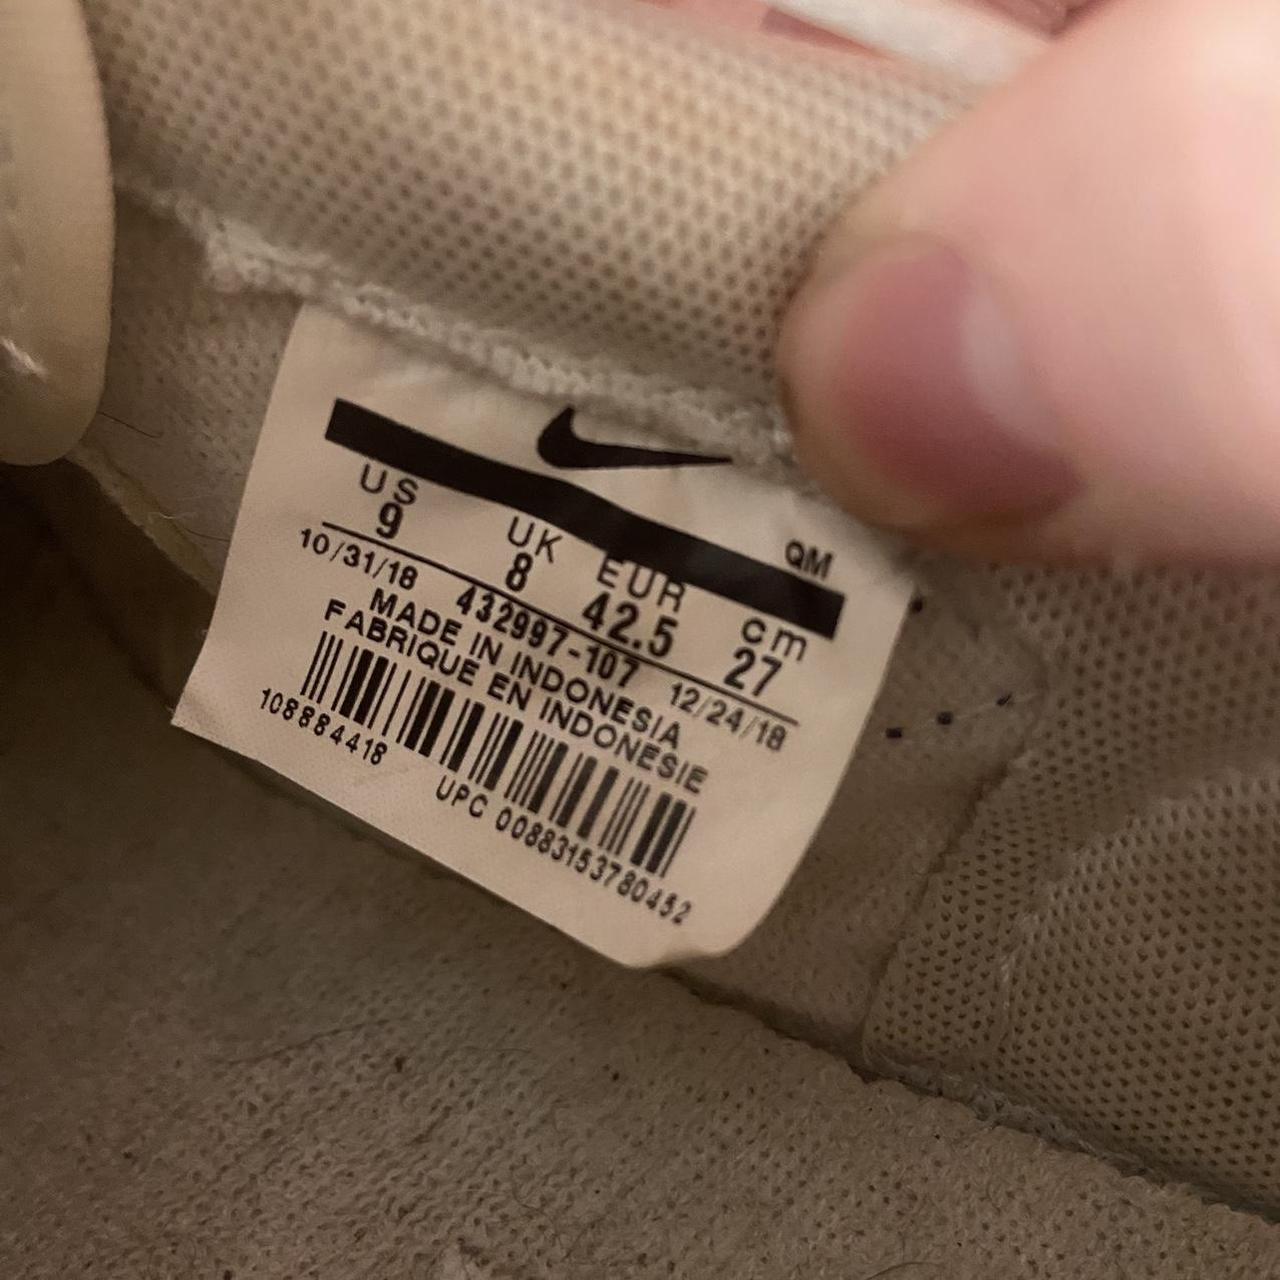 QM
US UK EUR cm
9 8 42.5 27
10/31/18 432997-107 12/24/18
MADE IN INDONESIA
FABRIQUE EN INDONESIE
108884418
UPC 00883153780452